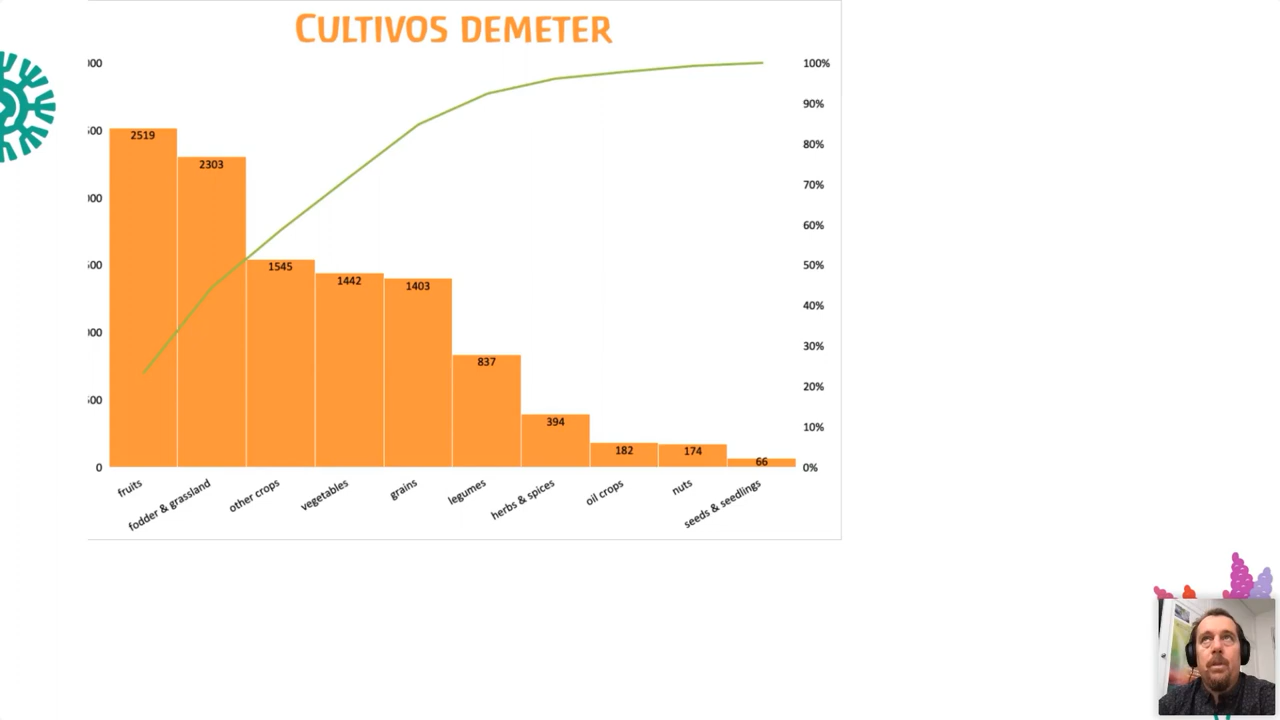 CULTIVOS DEMETER
100%
90%
80%
70%
60%
50%
40%
30%
20%
10%
0%
0
2519
2303
1545
1442
1403
837
394
182
174
66
fruits
fodder & grassland
other crops
vegetables
grains
legumes
herbs & spices
oil crops
nuts
seeds & seedlings